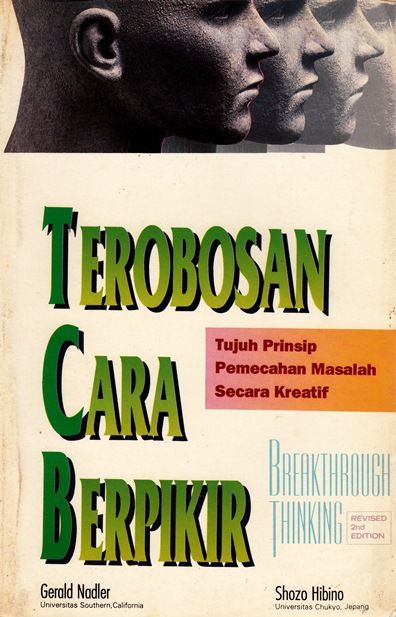 TEROBOSAN
CARA
BERPIKIR
Tujuh Prinsip
Pemecahan Masalah
Secara Kreatif
BREAKTHROUGH
THINKING
REVISED
2nd
EDITION
Gerald Nadler
Universitas Southern,California
Shozo Hibino
Universitas Chukyo, Jepang